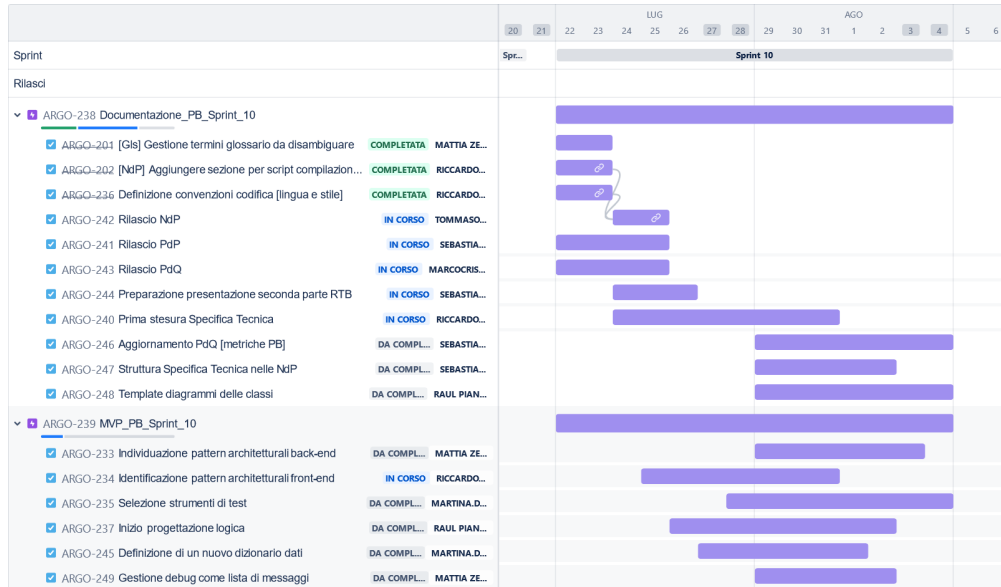 LUG AGO
20 21 22 23 24 25 26 27 28 29 30 31 1 2 3 4 5 6
Sprint Spr... Sprint 10
Rilasci
ARGO-238 Documentazione_PB_Sprint_10
ARGO-201 [Gls] Gestione termini glossario da disambiguare COMPLETATA MATTIA ZE...
ARGO-202 [NdP] Aggiungere sezione per script compilazion... COMPLETATA RICCARDO...
ARGO-236 Definizione convenzioni codifica [lingua e stile] COMPLETATA RICCARDO...
ARGO-242 Rilascio NdP IN CORSO TOMMASO...
ARGO-241 Rilascio PdP IN CORSO SEBASTIA...
ARGO-243 Rilascio PdQ IN CORSO MARCOCRIS...
ARGO-244 Preparazione presentazione seconda parte RTB IN CORSO SEBASTIA...
ARGO-240 Prima stesura Specifica Tecnica IN CORSO RICCARDO...
ARGO-246 Aggiornamento PdQ [metriche PB] DA COMPL... SEBASTIA...
ARGO-247 Struttura Specifica Tecnica nelle NdP DA COMPL... SEBASTIA...
ARGO-248 Template diagrammi delle classi DA COMPL... RAUL PIAN...
ARGO-239 MVP_PB_Sprint_10
ARGO-233 Individuazione pattern architetturali back-end DA COMPL... MATTIA ZE...
ARGO-234 Identificazione pattern architetturali front-end IN CORSO RICCARDO...
ARGO-235 Selezione strumenti di test DA COMPL... MARTINA.D...
ARGO-237 Inizio progettazione logica DA COMPL... RAUL PIAN...
ARGO-245 Definizione di un nuovo dizionario dati DA COMPL... MARTINA.D...
ARGO-249 Gestione debug come lista di messaggi DA COMPL... MATTIA ZE...